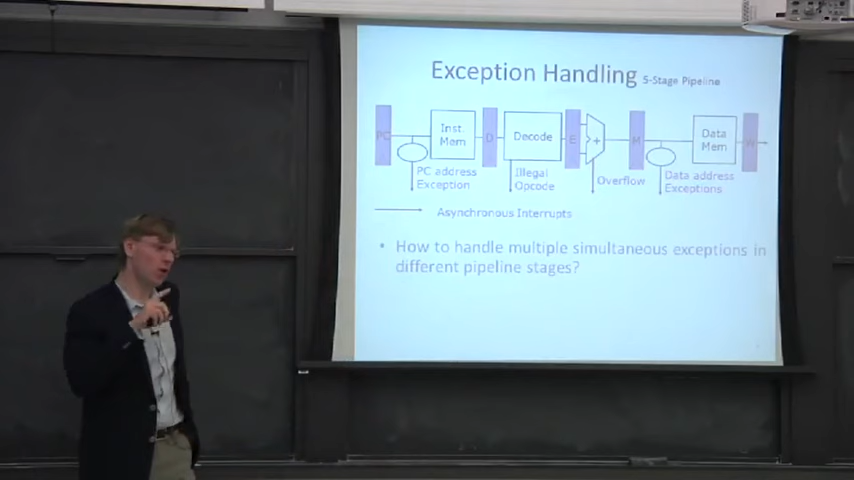 Exception Handling 5-Stage Pipeline
PC
Inst.
Mem
D
Decode
E
+
M
Data
Mem
W
PC address
Exception
Illegal
Opcode
Overflow
Data address
Exceptions
Asynchronous Interrupts
• How to handle multiple simultaneous exceptions in
different pipeline stages?